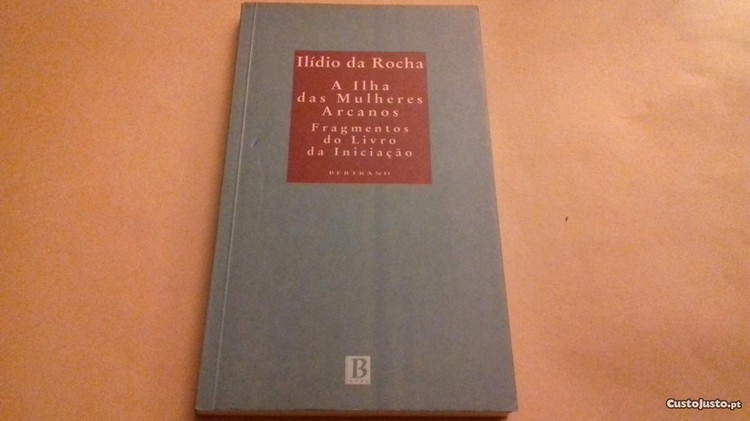 Ilídio da Rocha
A Ilha
das Mulheres
Arcanos
Fragmentos
do Livro
da Iniciação
BERTRAND
B
CustoJusto.pt